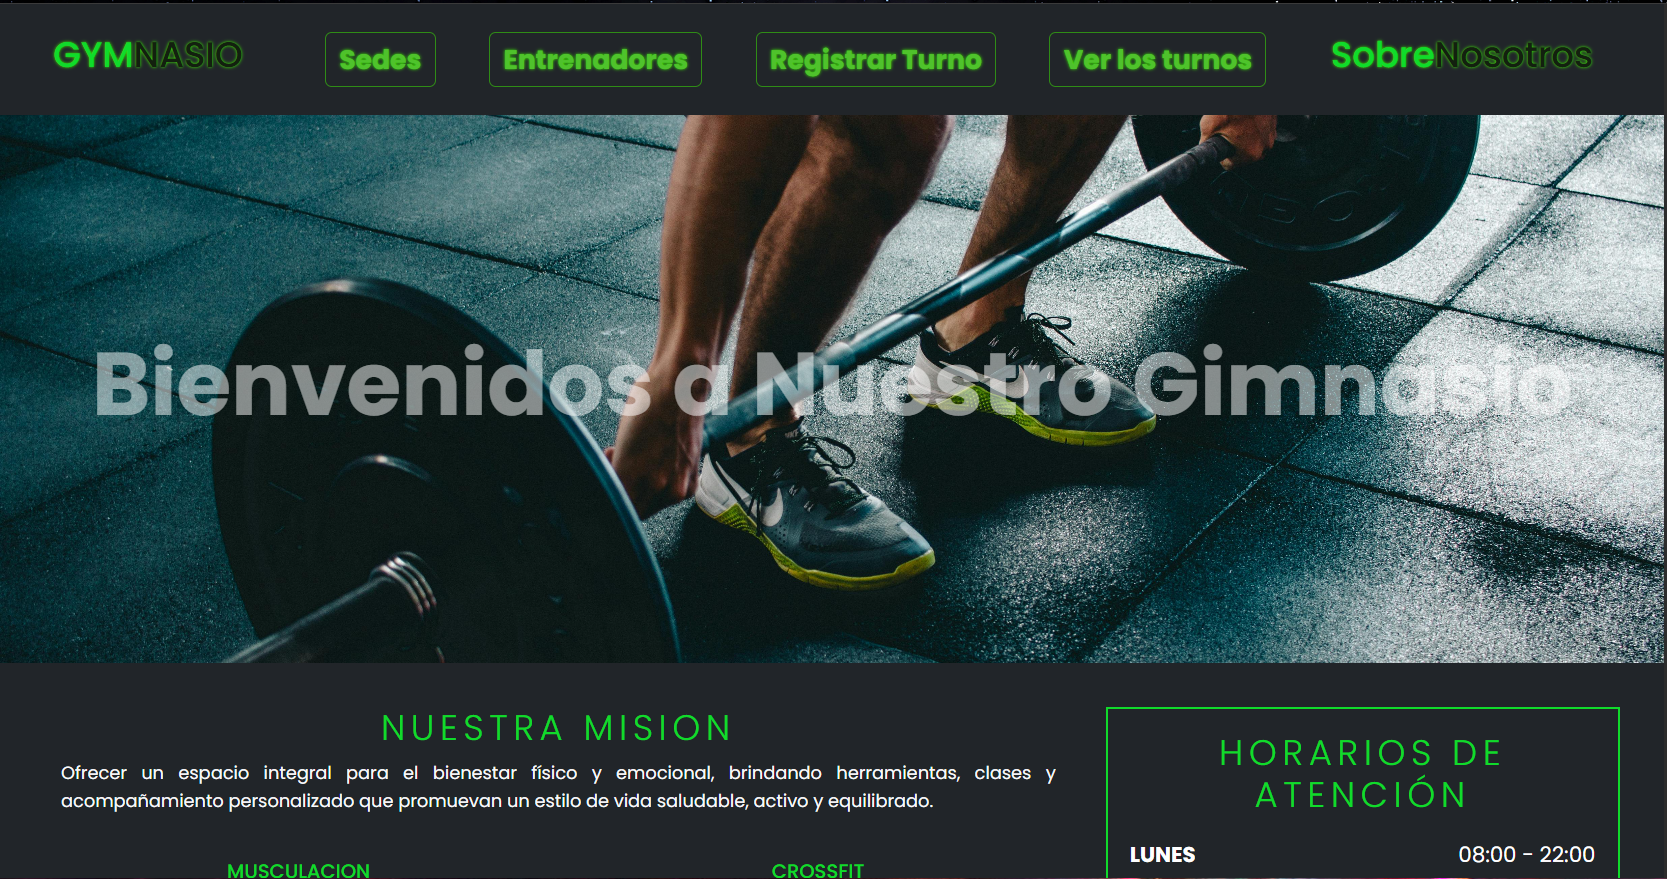 GYMNASIO
Sedes
Entrenadores
Registrar Turno
Ver los turnos
SobreNosotros
Bienvenidos a Nuestro Gimnasio
NUESTRA MISION
Ofrecer un espacio integral para el bienestar físico y emocional, brindando herramientas, clases y
acompañamiento personalizado que promuevan un estilo de vida saludable, activo y equilibrado.
MUSCULACION
CROSSFIT
HORARIOS DE
ATENCIÓN
LUNES 08:00 - 22:00